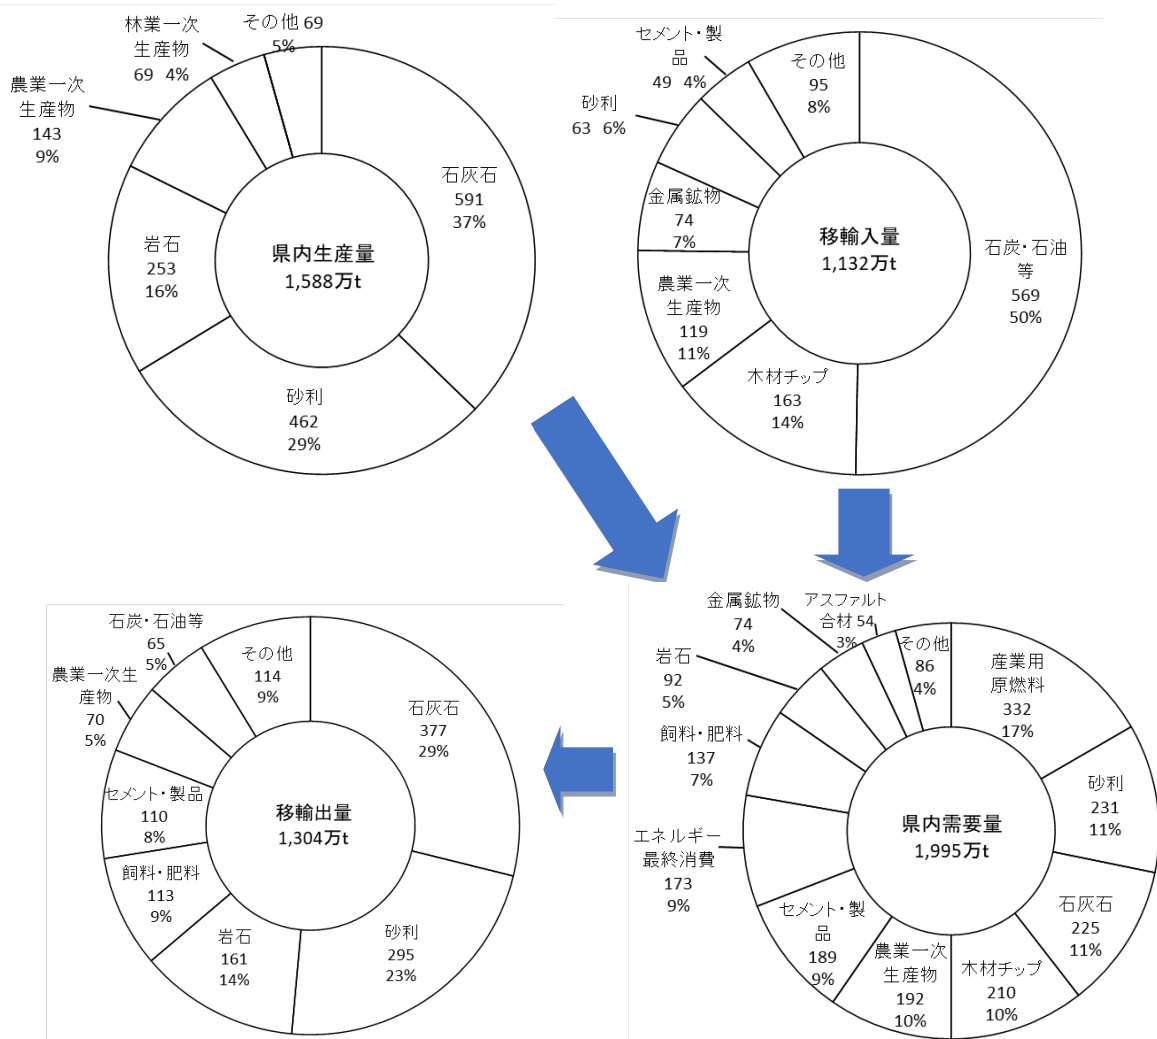 林業一次
生産物
69 4%
その他 69
5%
農業一次
生産物
143
9%
石灰石
591
37%
岩石
253
16%
砂利
462
29%
県内生産量
1,588万t
セメント・製
品
49 4%
その他
95
8%
砂利
63 6%
金属鉱物
74
7%
農業一次
生産物
119
11%
木材チップ
163
14%
石炭・石油
等
569
50%
移輸入量
1,132万t
石炭・石油等
65
5%
その他
114
9%
農業一次生
産物
70
5%
石灰石
377
29%
セメント・製品
110
8%
飼料・肥料
113
9%
岩石
161
14%
砂利
295
23%
移輸出量
1,304万t
金属鉱物
74
4%
アスファルト
合材 54
3%
その他
86
4%
産業用
原燃料
332
17%
岩石
92
5%
飼料・肥料
137
7%
砂利
231
11%
エネルギー
最終消費
173
9%
石灰石
225
11%
セメント・製
品
189
9%
農業一次
生産物
192
10%
木材チップ
210
10%
県内需要量
1,995万t